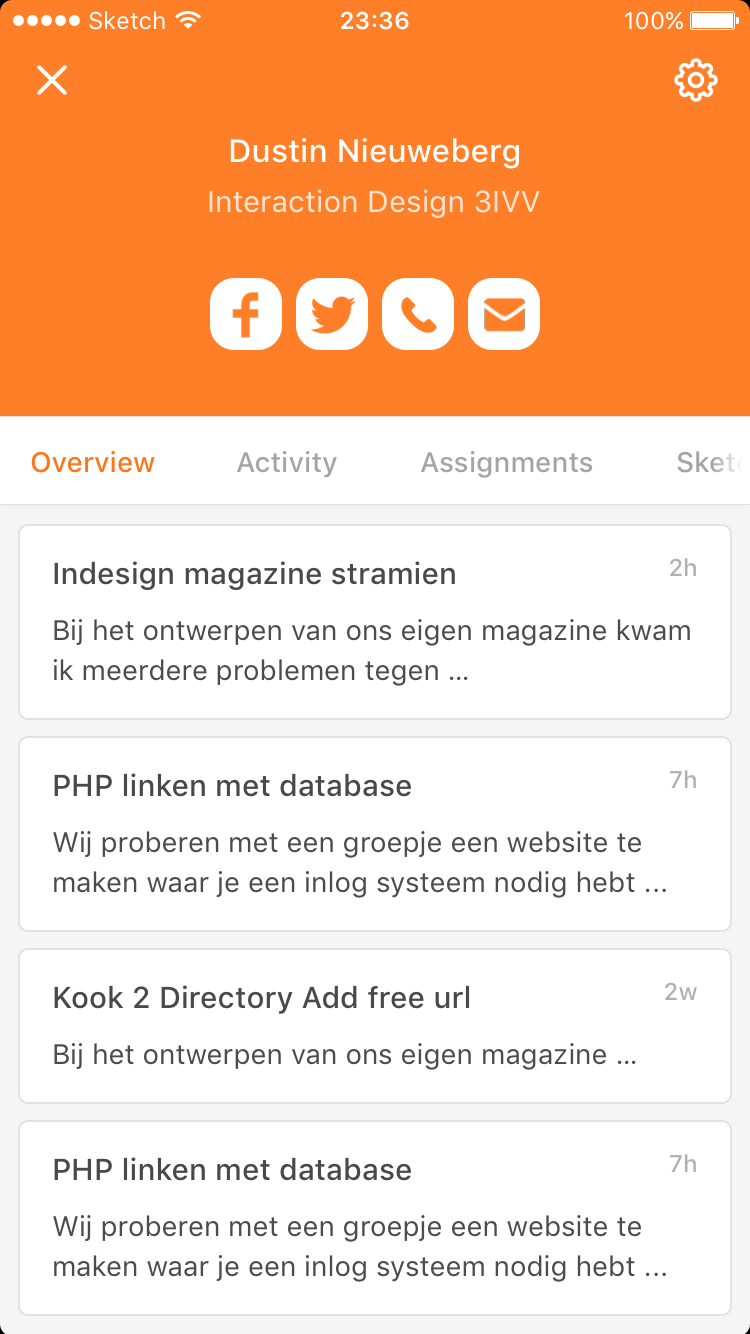 Sketch 23:36 100%
Dustin Nieuweberg
Interaction Design 3IVV
Overview Activity Assignments
Indesign magazine stramien 2h
Bij het ontwerpen van ons eigen magazine kwam
ik meerdere problemen tegen ...
PHP linken met database 7h
Wij proberen met een groepje een website te
maken waar je een inlog systeem nodig hebt ...
Kook 2 Directory Add free url 2w
Bij het ontwerpen van ons eigen magazine ...
PHP linken met database 7h
Wij proberen met een groepje een website te
maken waar je een inlog systeem nodig hebt ...